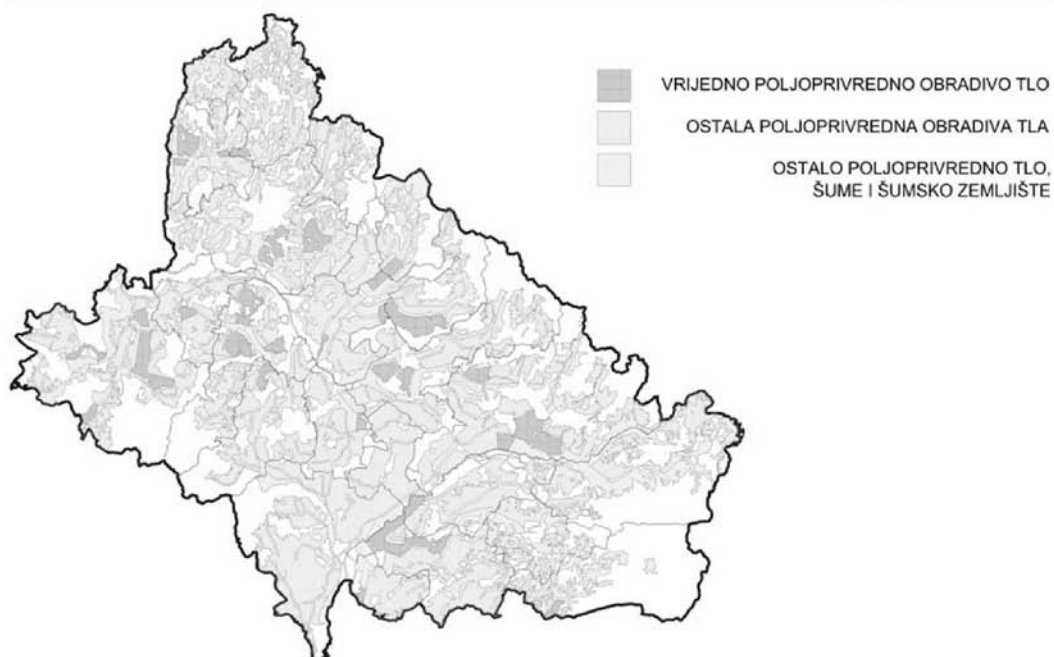 VRIJEDNO POLJOPRIVREDNO OBRADIVO TLO
OSTALA POLJOPRIVREDNA OBRADIVA TLA
OSTALO POLJOPRIVREDNO TLO,
ŠUME I ŠUMSKO ZEMLJIŠTE